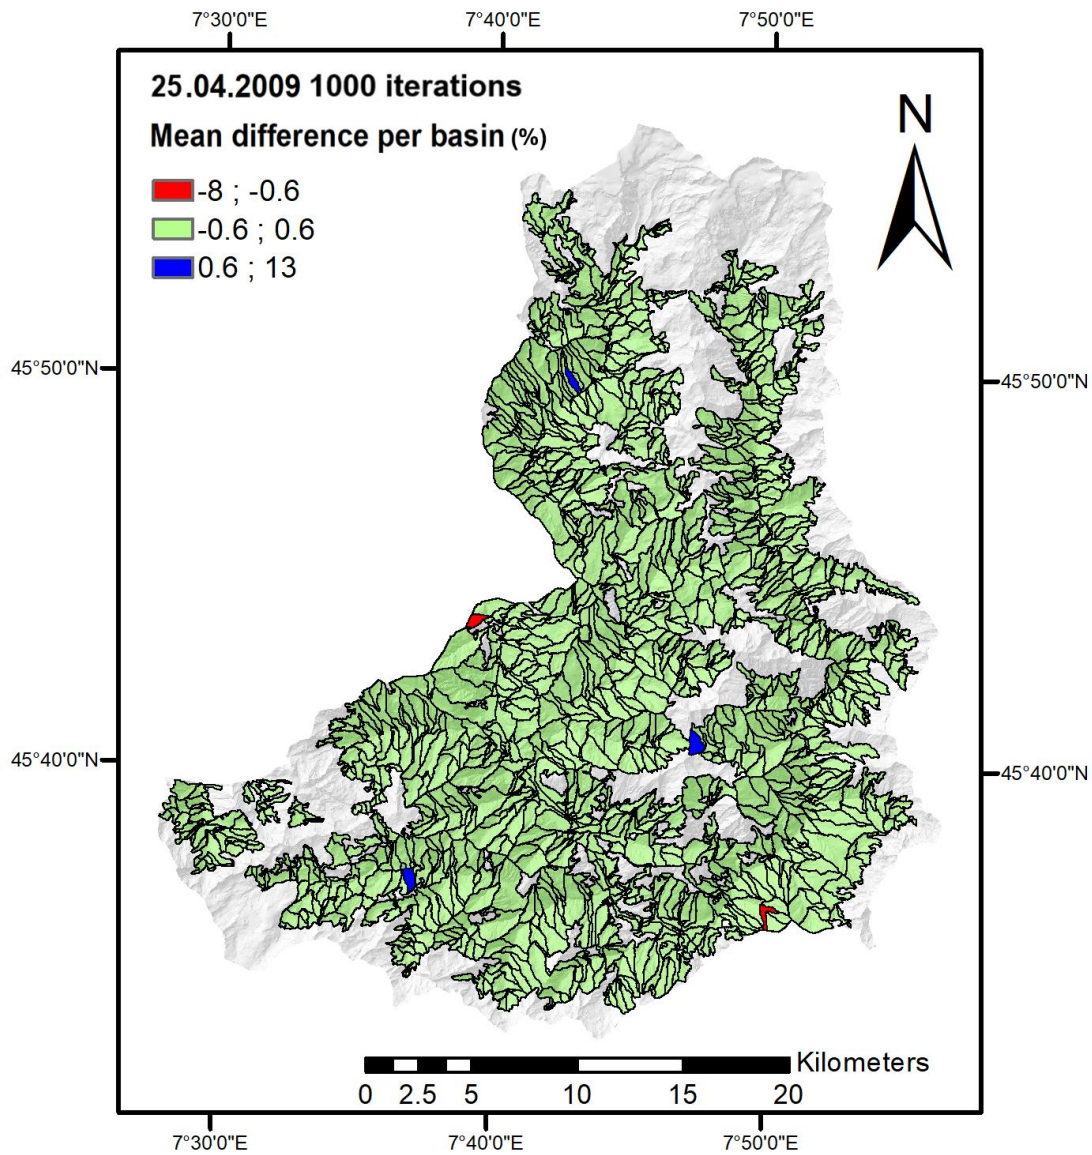 7°30'0"E 7°40'0"E 7°50'0"E
25.04.2009 1000 iterations
Mean difference per basin (%)
N
-8 ; -0.6
-0.6 ; 0.6
0.6 ; 13
45°50'0"N 45°50'0"N
45°40'0"N 45°40'0"N
Kilometers
0 2.5 5 10 15 20
7°30'0"E 7°40'0"E 7°50'0"E